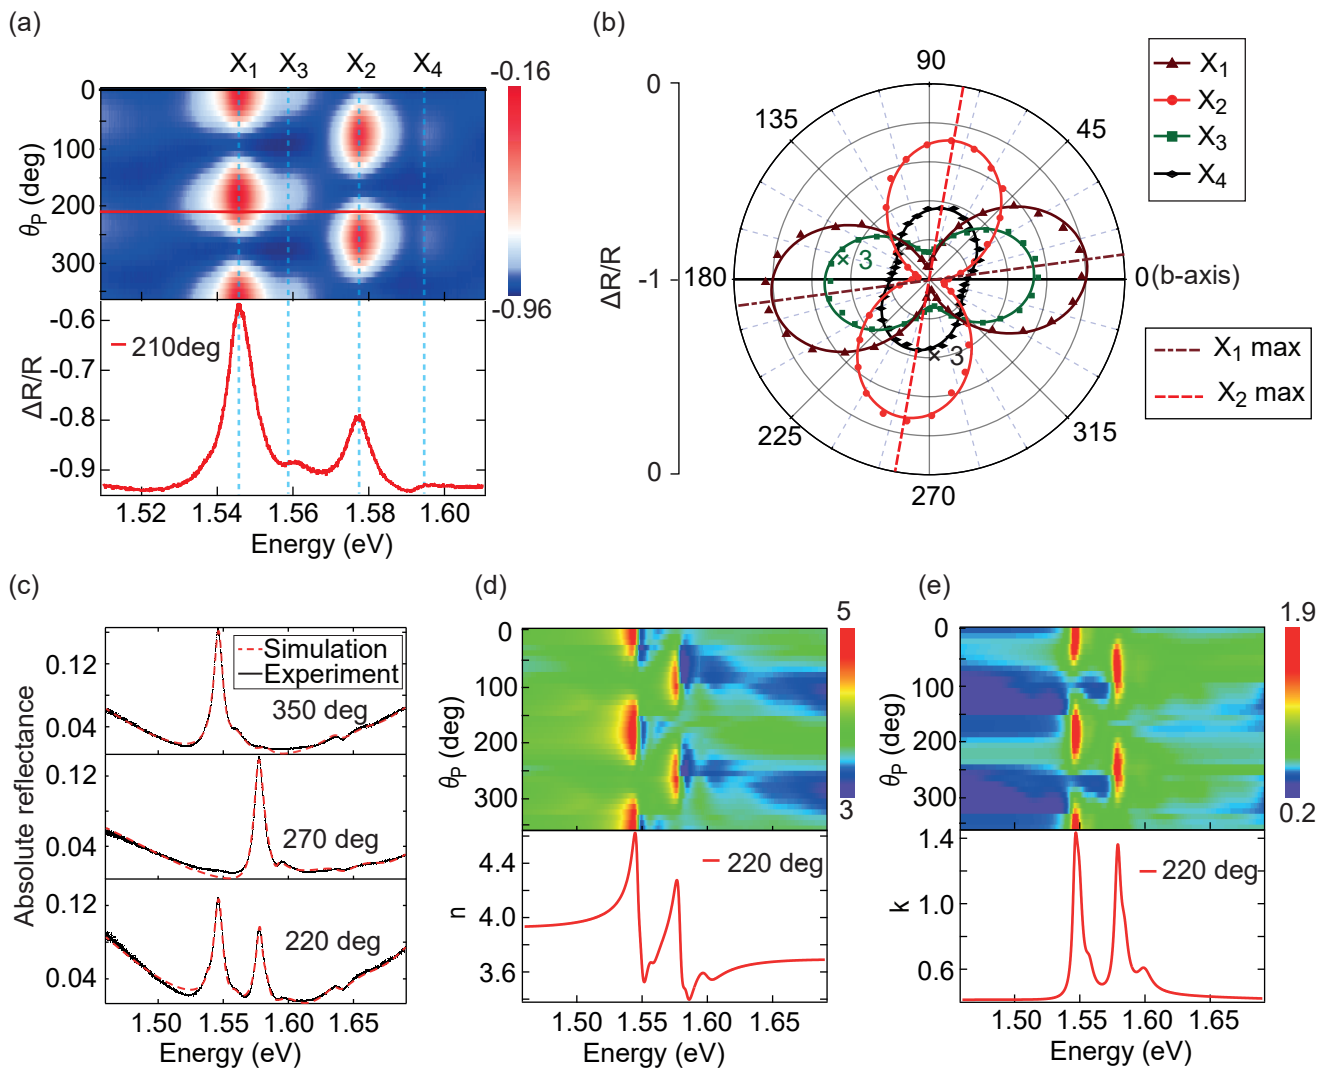 (a)
X1 X3 X2 X4
-0.16
0
100
200
300
θP (deg)
-0.96
-0.6
-0.7
-0.8
-0.9
ΔR/R
210deg
1.52 1.54 1.56 1.58 1.60
Energy (eV)
(b)
0
-1
0
ΔR/R
90
135
45
180
0(b-axis)
225
315
270
× 3
× 3
X1
X2
X3
X4
X1 max
X2 max
(c)
Simulation
Experiment
0.12
0.04
350 deg
0.12
0.04
270 deg
0.12
0.04
220 deg
Absolute reflectance
1.50 1.55 1.60 1.65
Energy (eV)
(d)
5
3
0
100
200
300
θP (deg)
4.4
4.0
3.6
n
220 deg
1.50 1.55 1.60 1.65
Energy (eV)
(e)
1.9
0.2
0
100
200
300
θP (deg)
1.4
1.0
0.6
k
220 deg
1.50 1.55 1.60 1.65
Energy (eV)